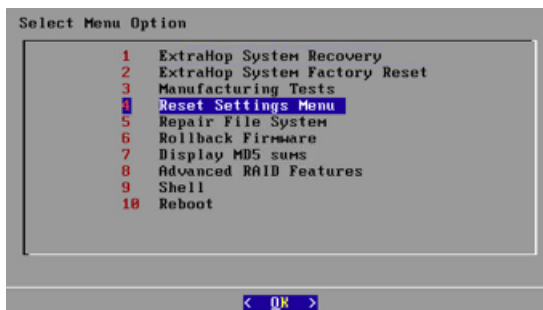 Select Menu Option
1 ExtraHop System Recovery
2 ExtraHop System Factory Reset
3 Manufacturing Tests
4 Reset Settings Menu
5 Repair File System
6 Rollback Firmware
7 Display MD5 sums
8 Advanced RAID Features
9 Shell
10 Reboot
< OK >